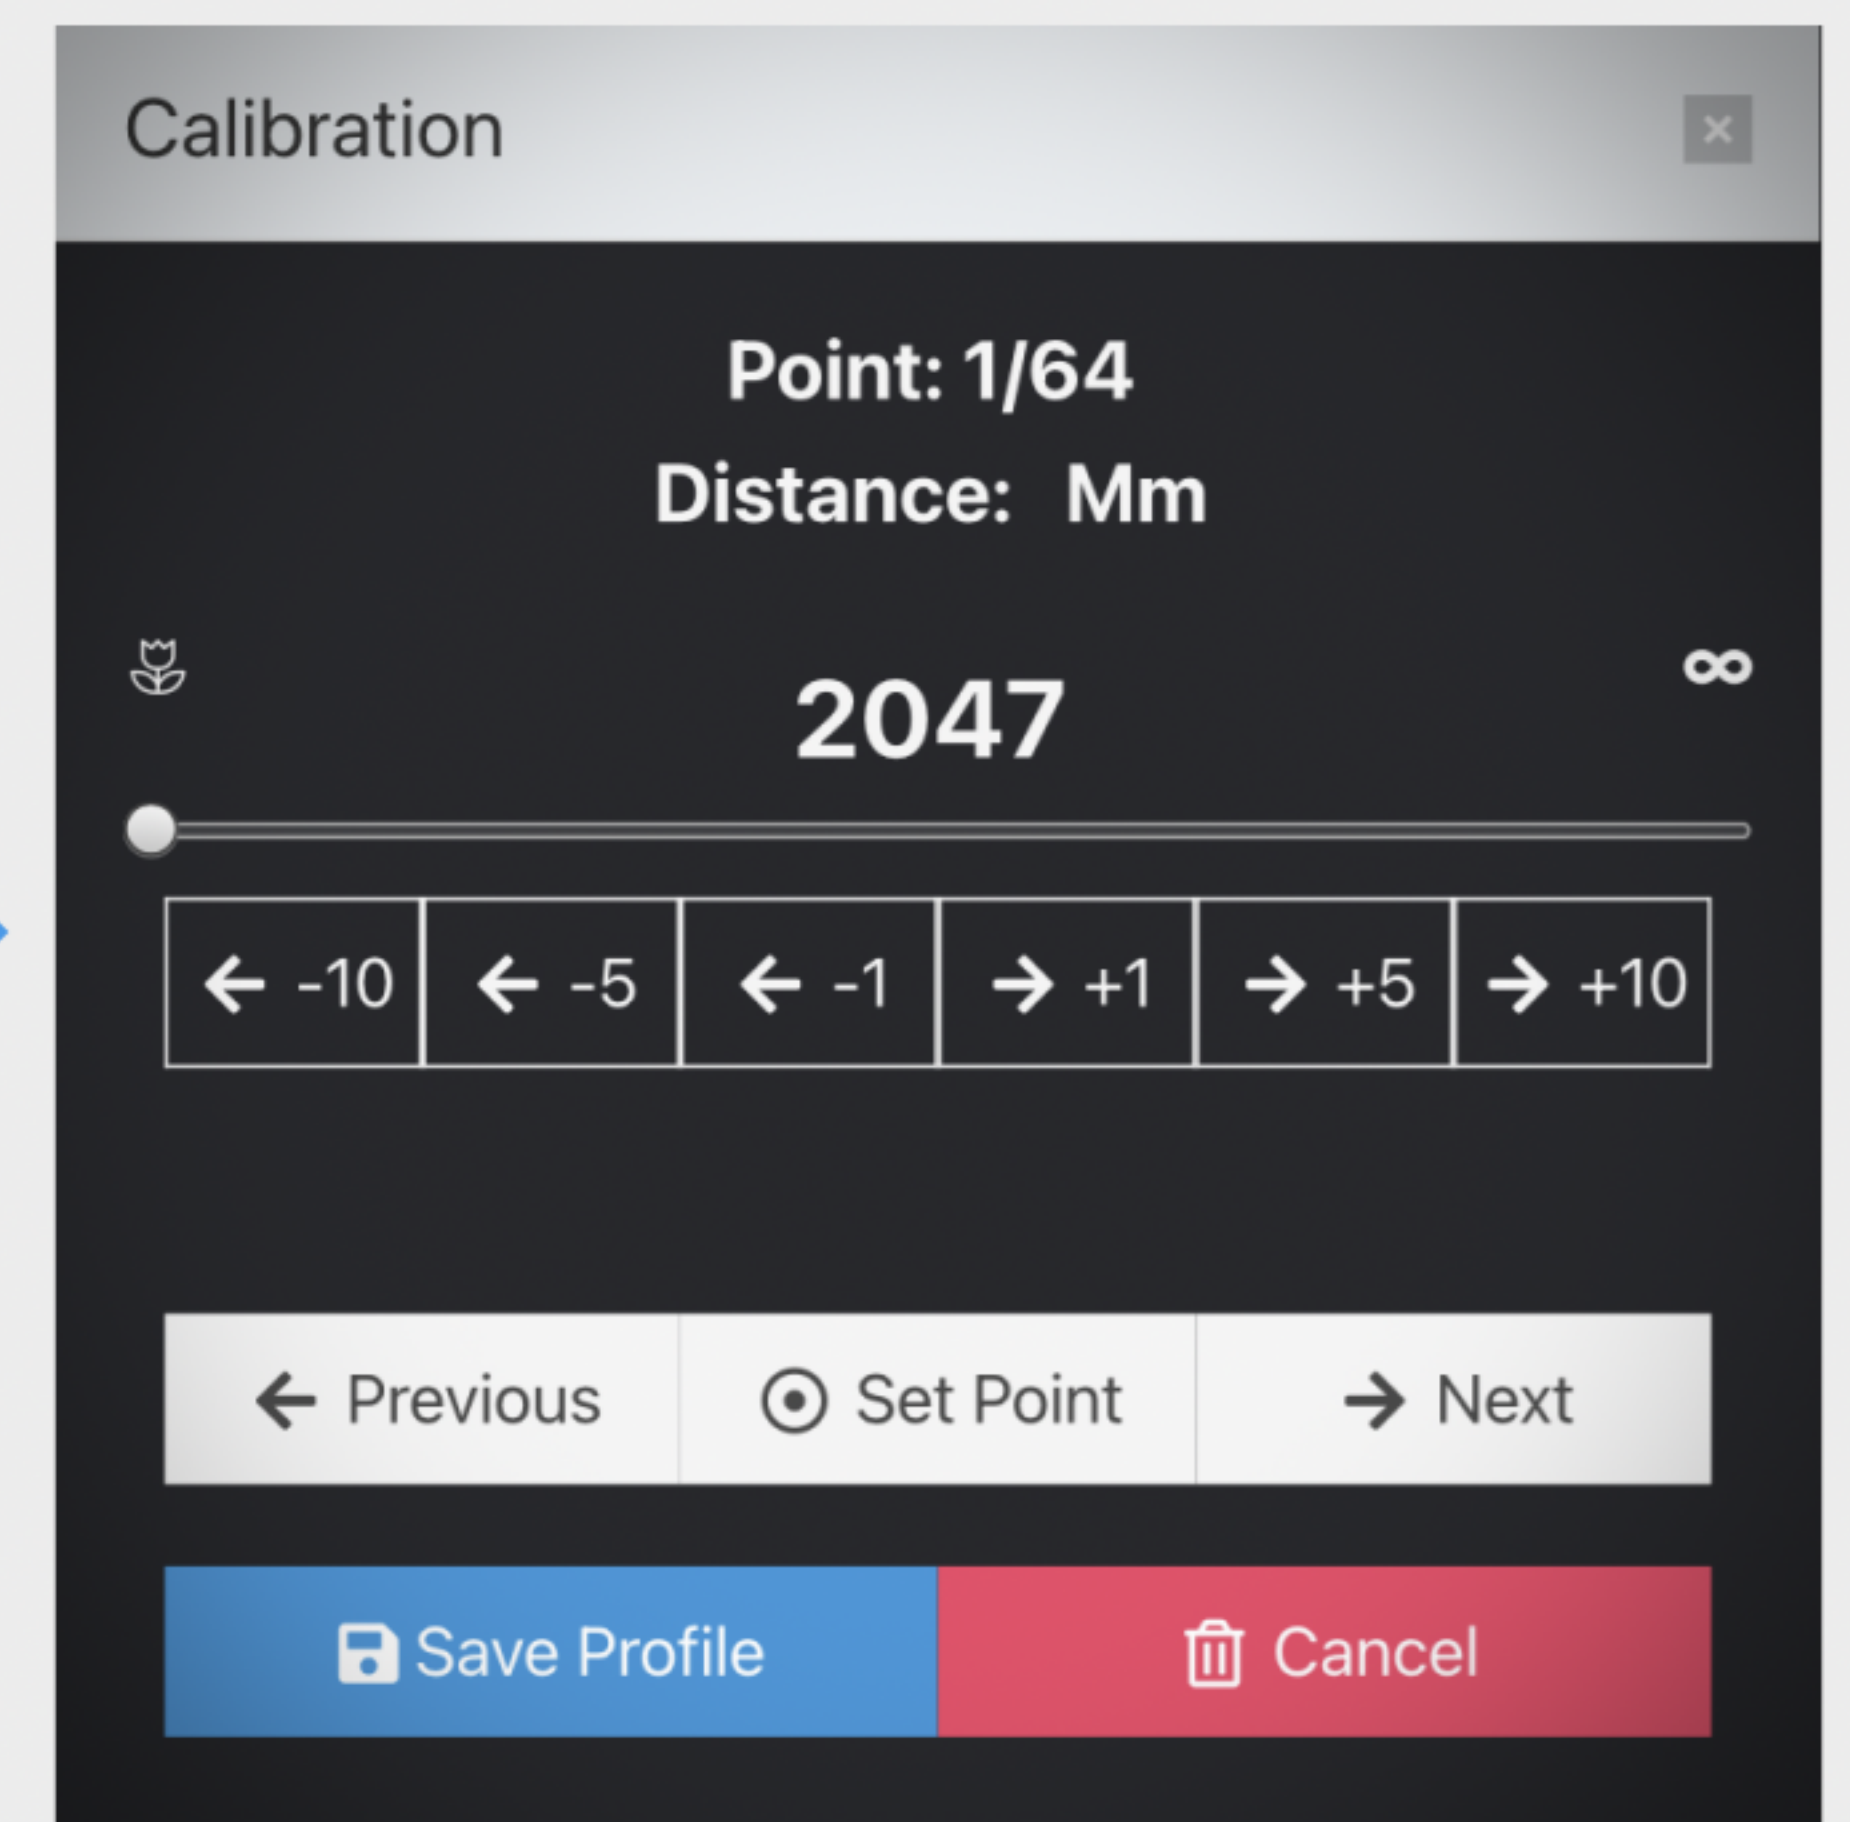 Calibration
Point: 1/64
Distance: Mm
2047
-10 -5 -1 +1 +5 +10
Previous Set Point Next
Save Profile Cancel